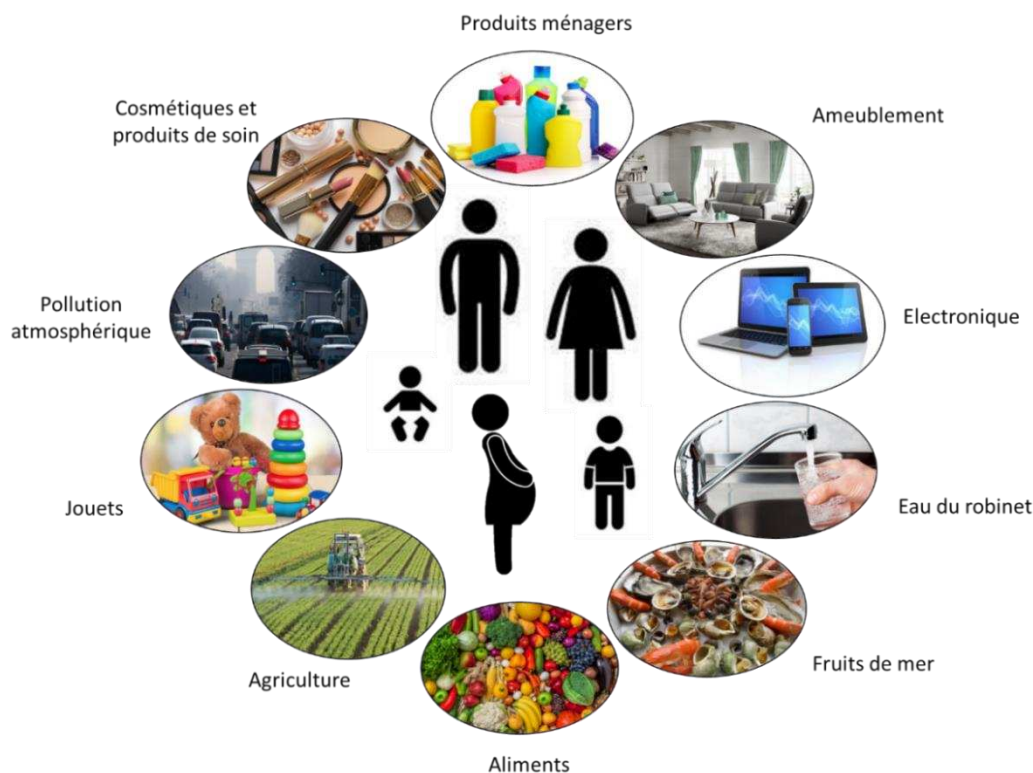 Produits ménagers
Cosmétiques et
produits de soin
Ameublement
Pollution
atmosphérique
Electronique
Jouets
Eau du robinet
Agriculture
Fruits de mer
Aliments